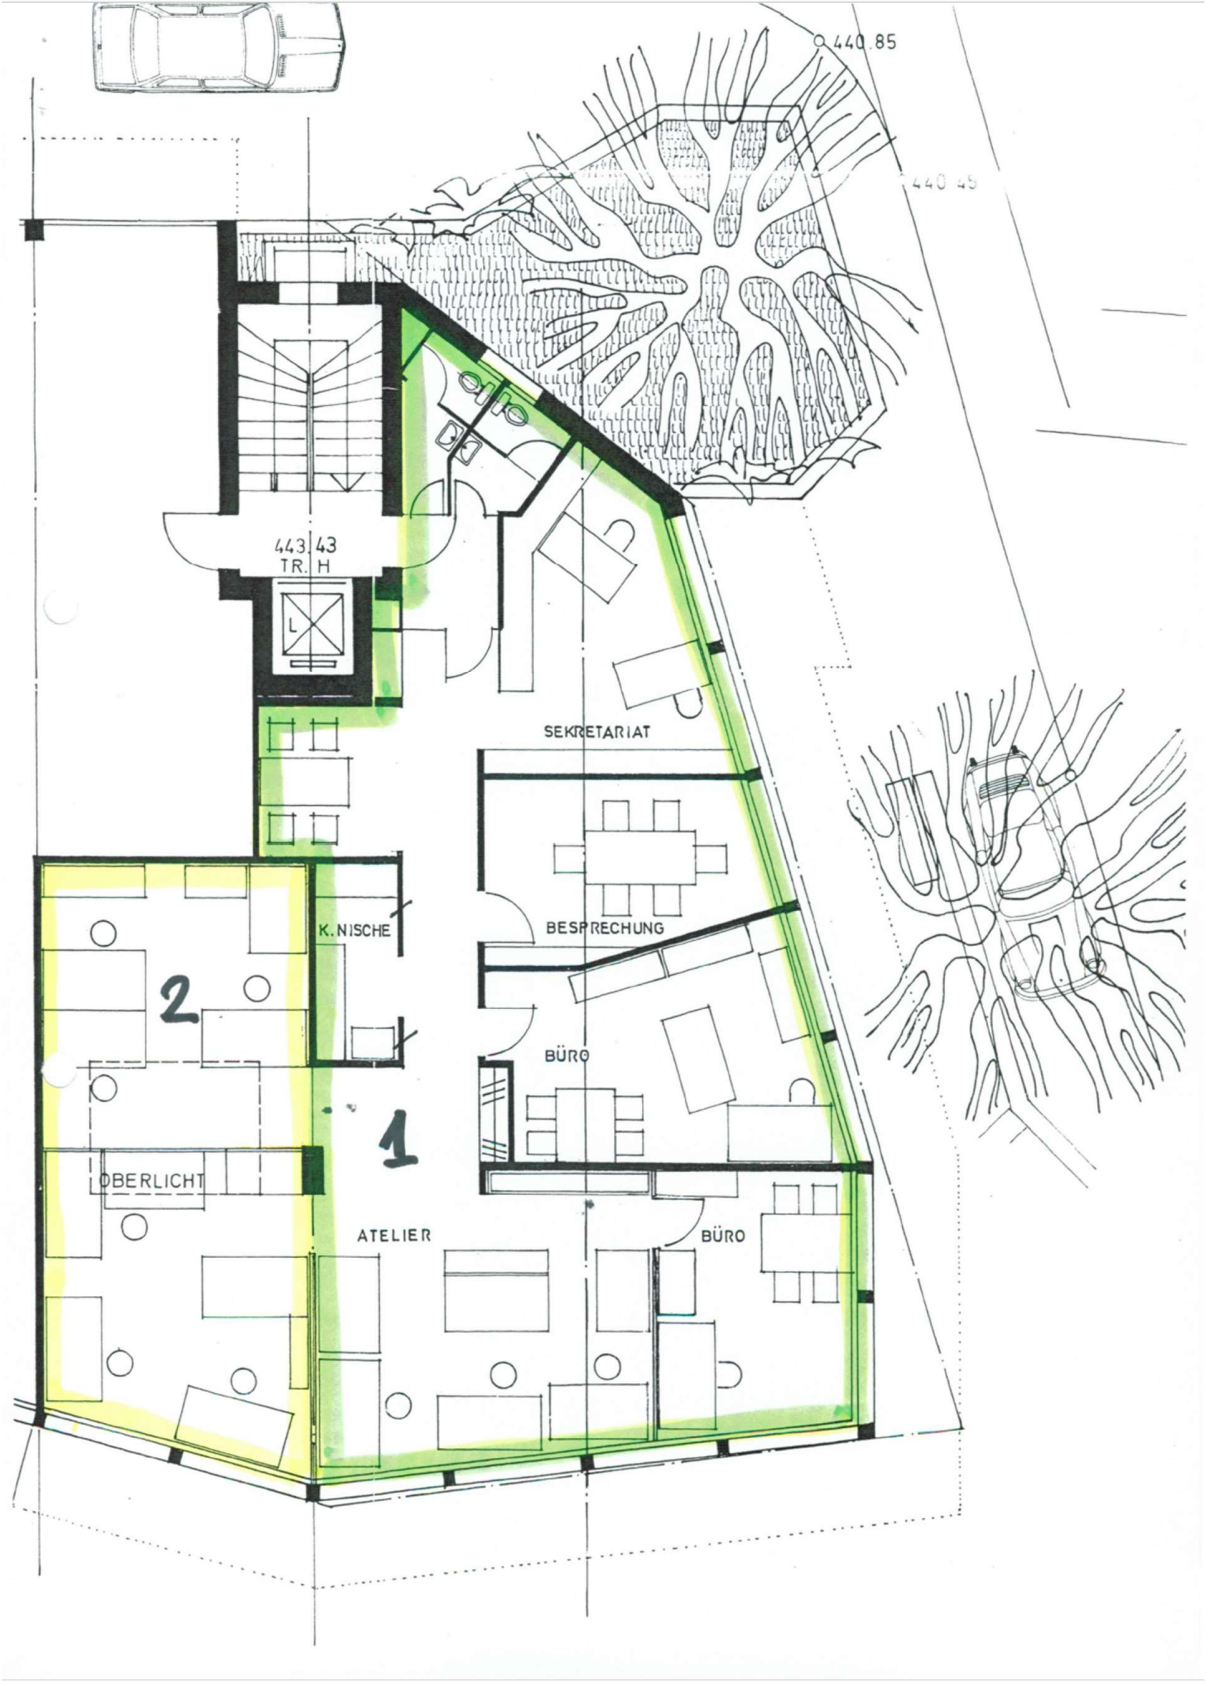 440.85
440.45
443.43
TR. H
L
SEKRETARIAT
K.NISCHE
BESPRECHUNG
2
BÜRO
1
OBERLICHT
ATELIER
BÜRO